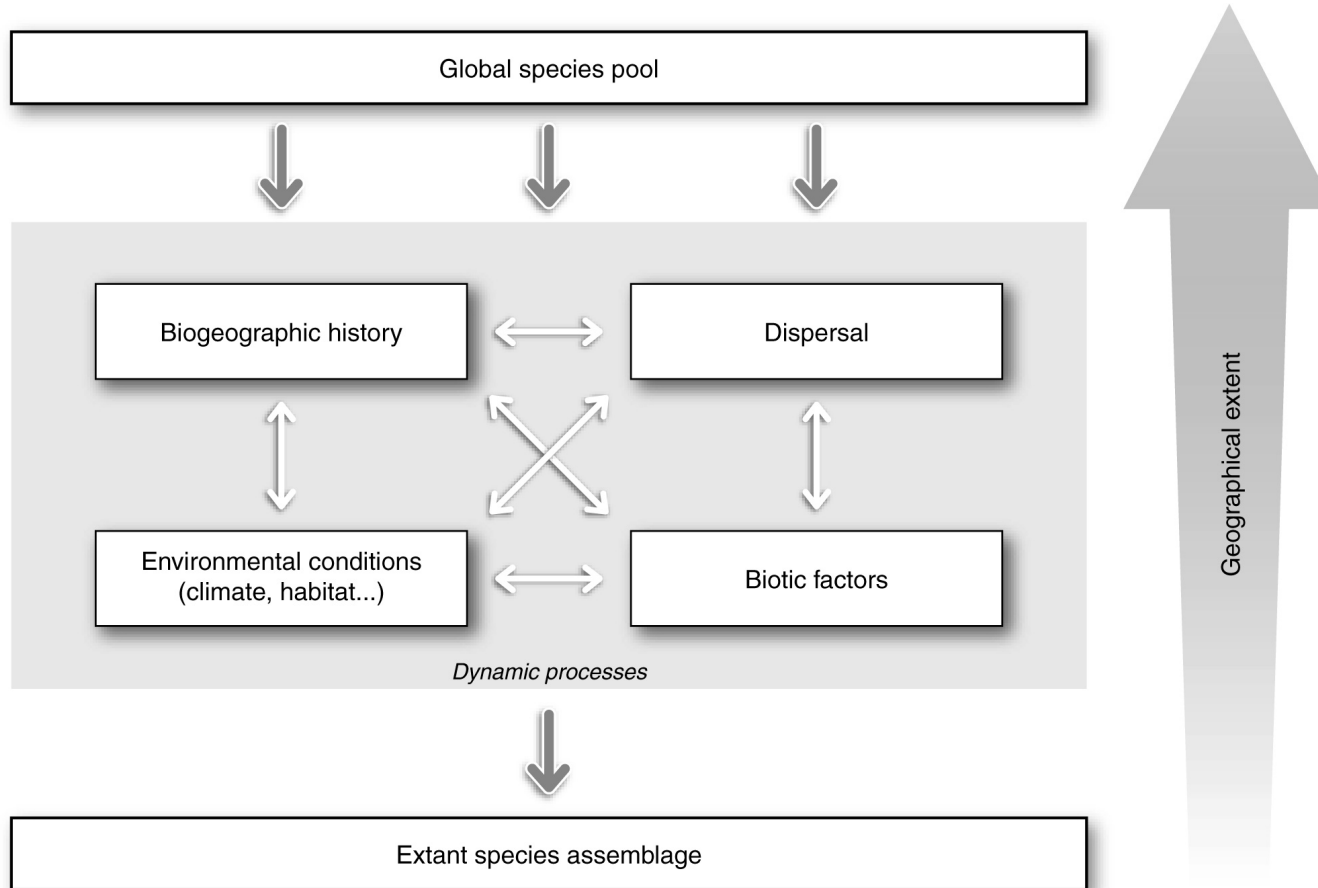 Global species pool
Biogeographic history
Dispersal
Environmental conditions
(climate, habitat...)
Biotic factors
Dynamic processes
Extant species assemblage
Geographical extent